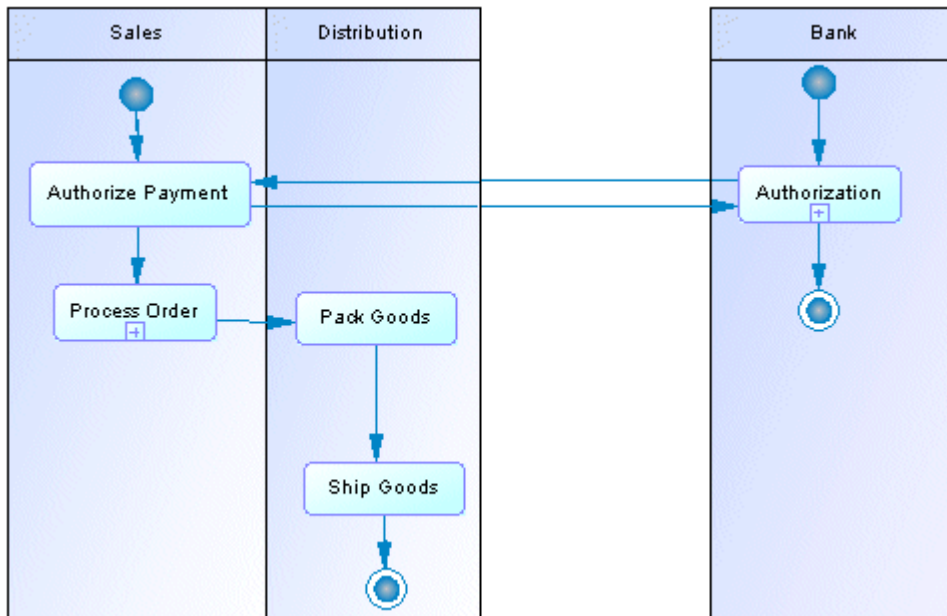 Sales
Distribution
Bank
Authorize Payment
Authorization
+
Process Order
+
Pack Goods
Ship Goods